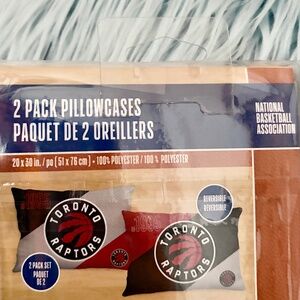 2 PACK PILLOWCASES
PAQUET DE 2 OREILLERS
20 x 30 in. / po [51 x 76 cm] - 100% POLYESTER / 100 % POLYESTER
NATIONAL
BASKETBALL
ASSOCIATION
REVERSIBLE
RÉVERSIBLE
TORONTO
RAPTORS
TORONTO
RAPTORS
2 PACK SET
PAQUET
DE 2